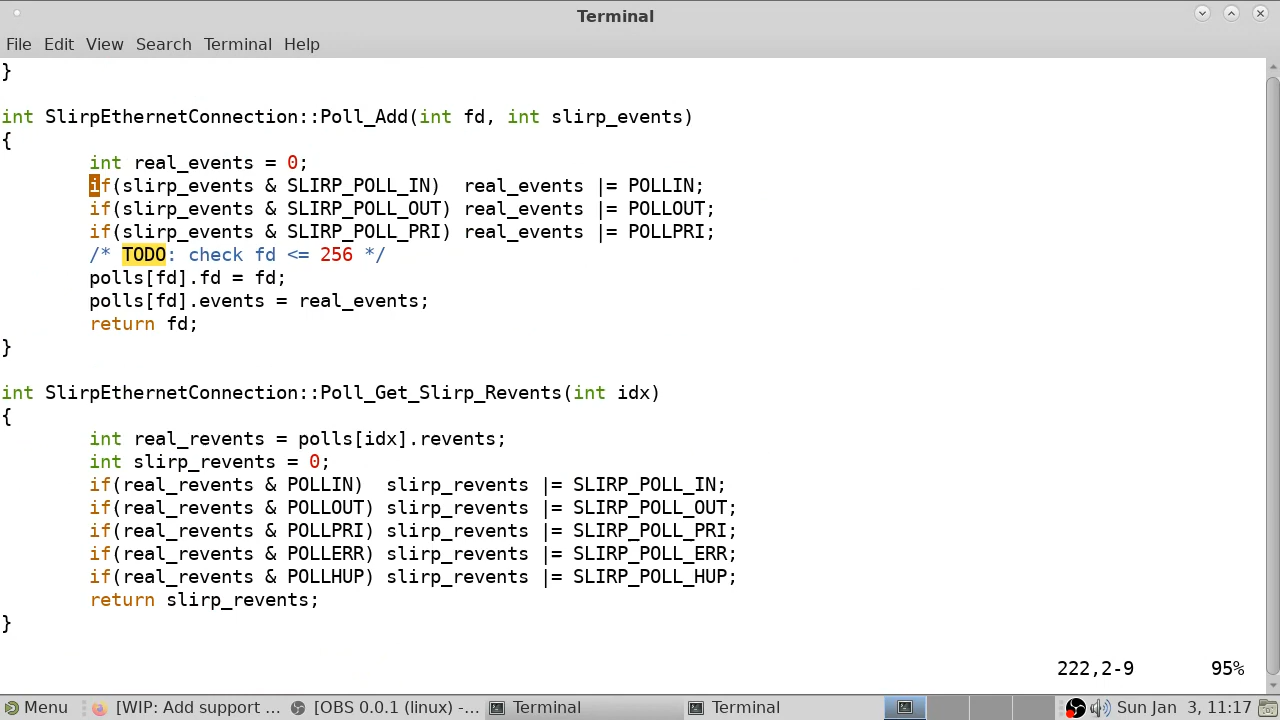 Terminal
File Edit View Search Terminal Help
}
int SlirpEthernetConnection::Poll_Add(int fd, int slirp_events)
{
int real_events = 0;
if(slirp_events & SLIRP_POLL_IN)  real_events |= POLLIN;
if(slirp_events & SLIRP_POLL_OUT) real_events |= POLLOUT;
if(slirp_events & SLIRP_POLL_PRI) real_events |= POLLPRI;
/* TODO: check fd <= 256 */
polls[fd].fd = fd;
polls[fd].events = real_events;
return fd;
}
int SlirpEthernetConnection::Poll_Get_Slirp_Revents(int idx)
{
int real_revents = polls[idx].revents;
int slirp_revents = 0;
if(real_revents & POLLIN)  slirp_revents |= SLIRP_POLL_IN;
if(real_revents & POLLOUT) slirp_revents |= SLIRP_POLL_OUT;
if(real_revents & POLLPRI) slirp_revents |= SLIRP_POLL_PRI;
if(real_revents & POLLERR) slirp_revents |= SLIRP_POLL_ERR;
if(real_revents & POLLHUP) slirp_revents |= SLIRP_POLL_HUP;
return slirp_revents;
}
222,2-9 95%
Menu [WIP: Add support ... [OBS 0.0.1 (linux) -... Terminal Terminal Sun Jan 3, 11:17